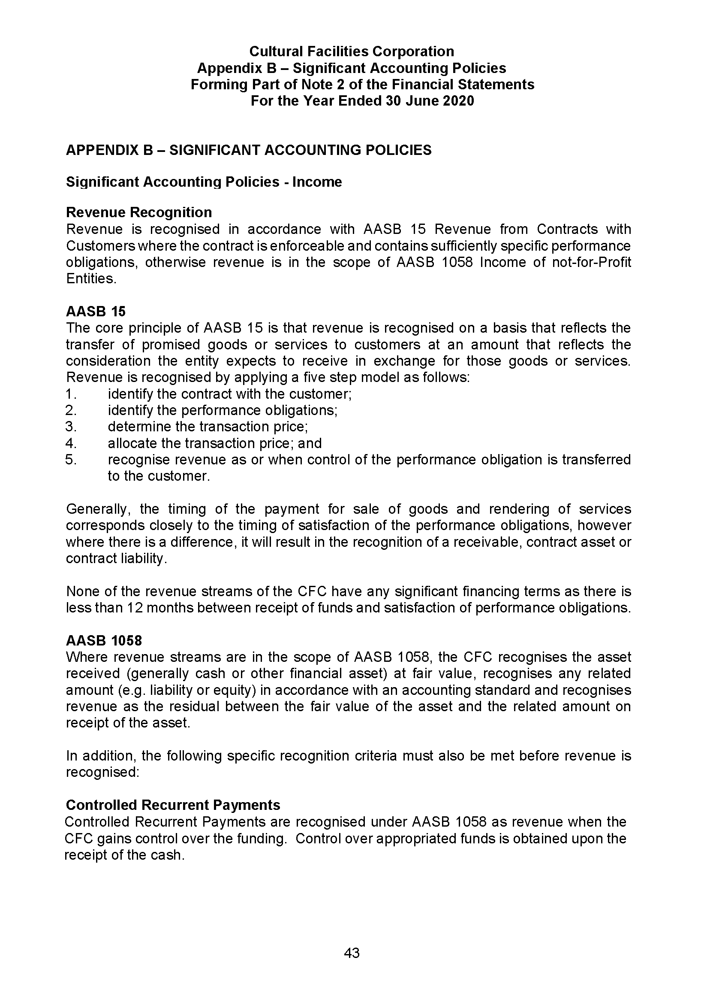 Cultural Facilities Corporation
Appendix B – Significant Accounting Policies
Forming Part of Note 2 of the Financial Statements
For the Year Ended 30 June 2020
APPENDIX B – SIGNIFICANT ACCOUNTING POLICIES
Significant Accounting Policies - Income
Revenue Recognition
Revenue is recognised in accordance with AASB 15 Revenue from Contracts with
Customers where the contract is enforceable and contains sufficiently specific performance
obligations, otherwise revenue is in the scope of AASB 1058 Income of not-for-Profit
Entities.
AASB 15
The core principle of AASB 15 is that revenue is recognised on a basis that reflects the
transfer of promised goods or services to customers at an amount that reflects the
consideration the entity expects to receive in exchange for those goods or services.
Revenue is recognised by applying a five step model as follows:
1. identify the contract with the customer;
2. identify the performance obligations;
3. determine the transaction price;
4. allocate the transaction price; and
5. recognise revenue as or when control of the performance obligation is transferred
to the customer.
Generally, the timing of the payment for sale of goods and rendering of services
corresponds closely to the timing of satisfaction of the performance obligations, however
where there is a difference, it will result in the recognition of a receivable, contract asset or
contract liability.
None of the revenue streams of the CFC have any significant financing terms as there is
less than 12 months between receipt of funds and satisfaction of performance obligations.
AASB 1058
Where revenue streams are in the scope of AASB 1058, the CFC recognises the asset
received (generally cash or other financial asset) at fair value, recognises any related
amount (e.g. liability or equity) in accordance with an accounting standard and recognises
revenue as the residual between the fair value of the asset and the related amount on
receipt of the asset.
In addition, the following specific recognition criteria must also be met before revenue is
recognised:
Controlled Recurrent Payments
Controlled Recurrent Payments are recognised under AASB 1058 as revenue when the
CFC gains control over the funding.  Control over appropriated funds is obtained upon the
receipt of the cash.
43